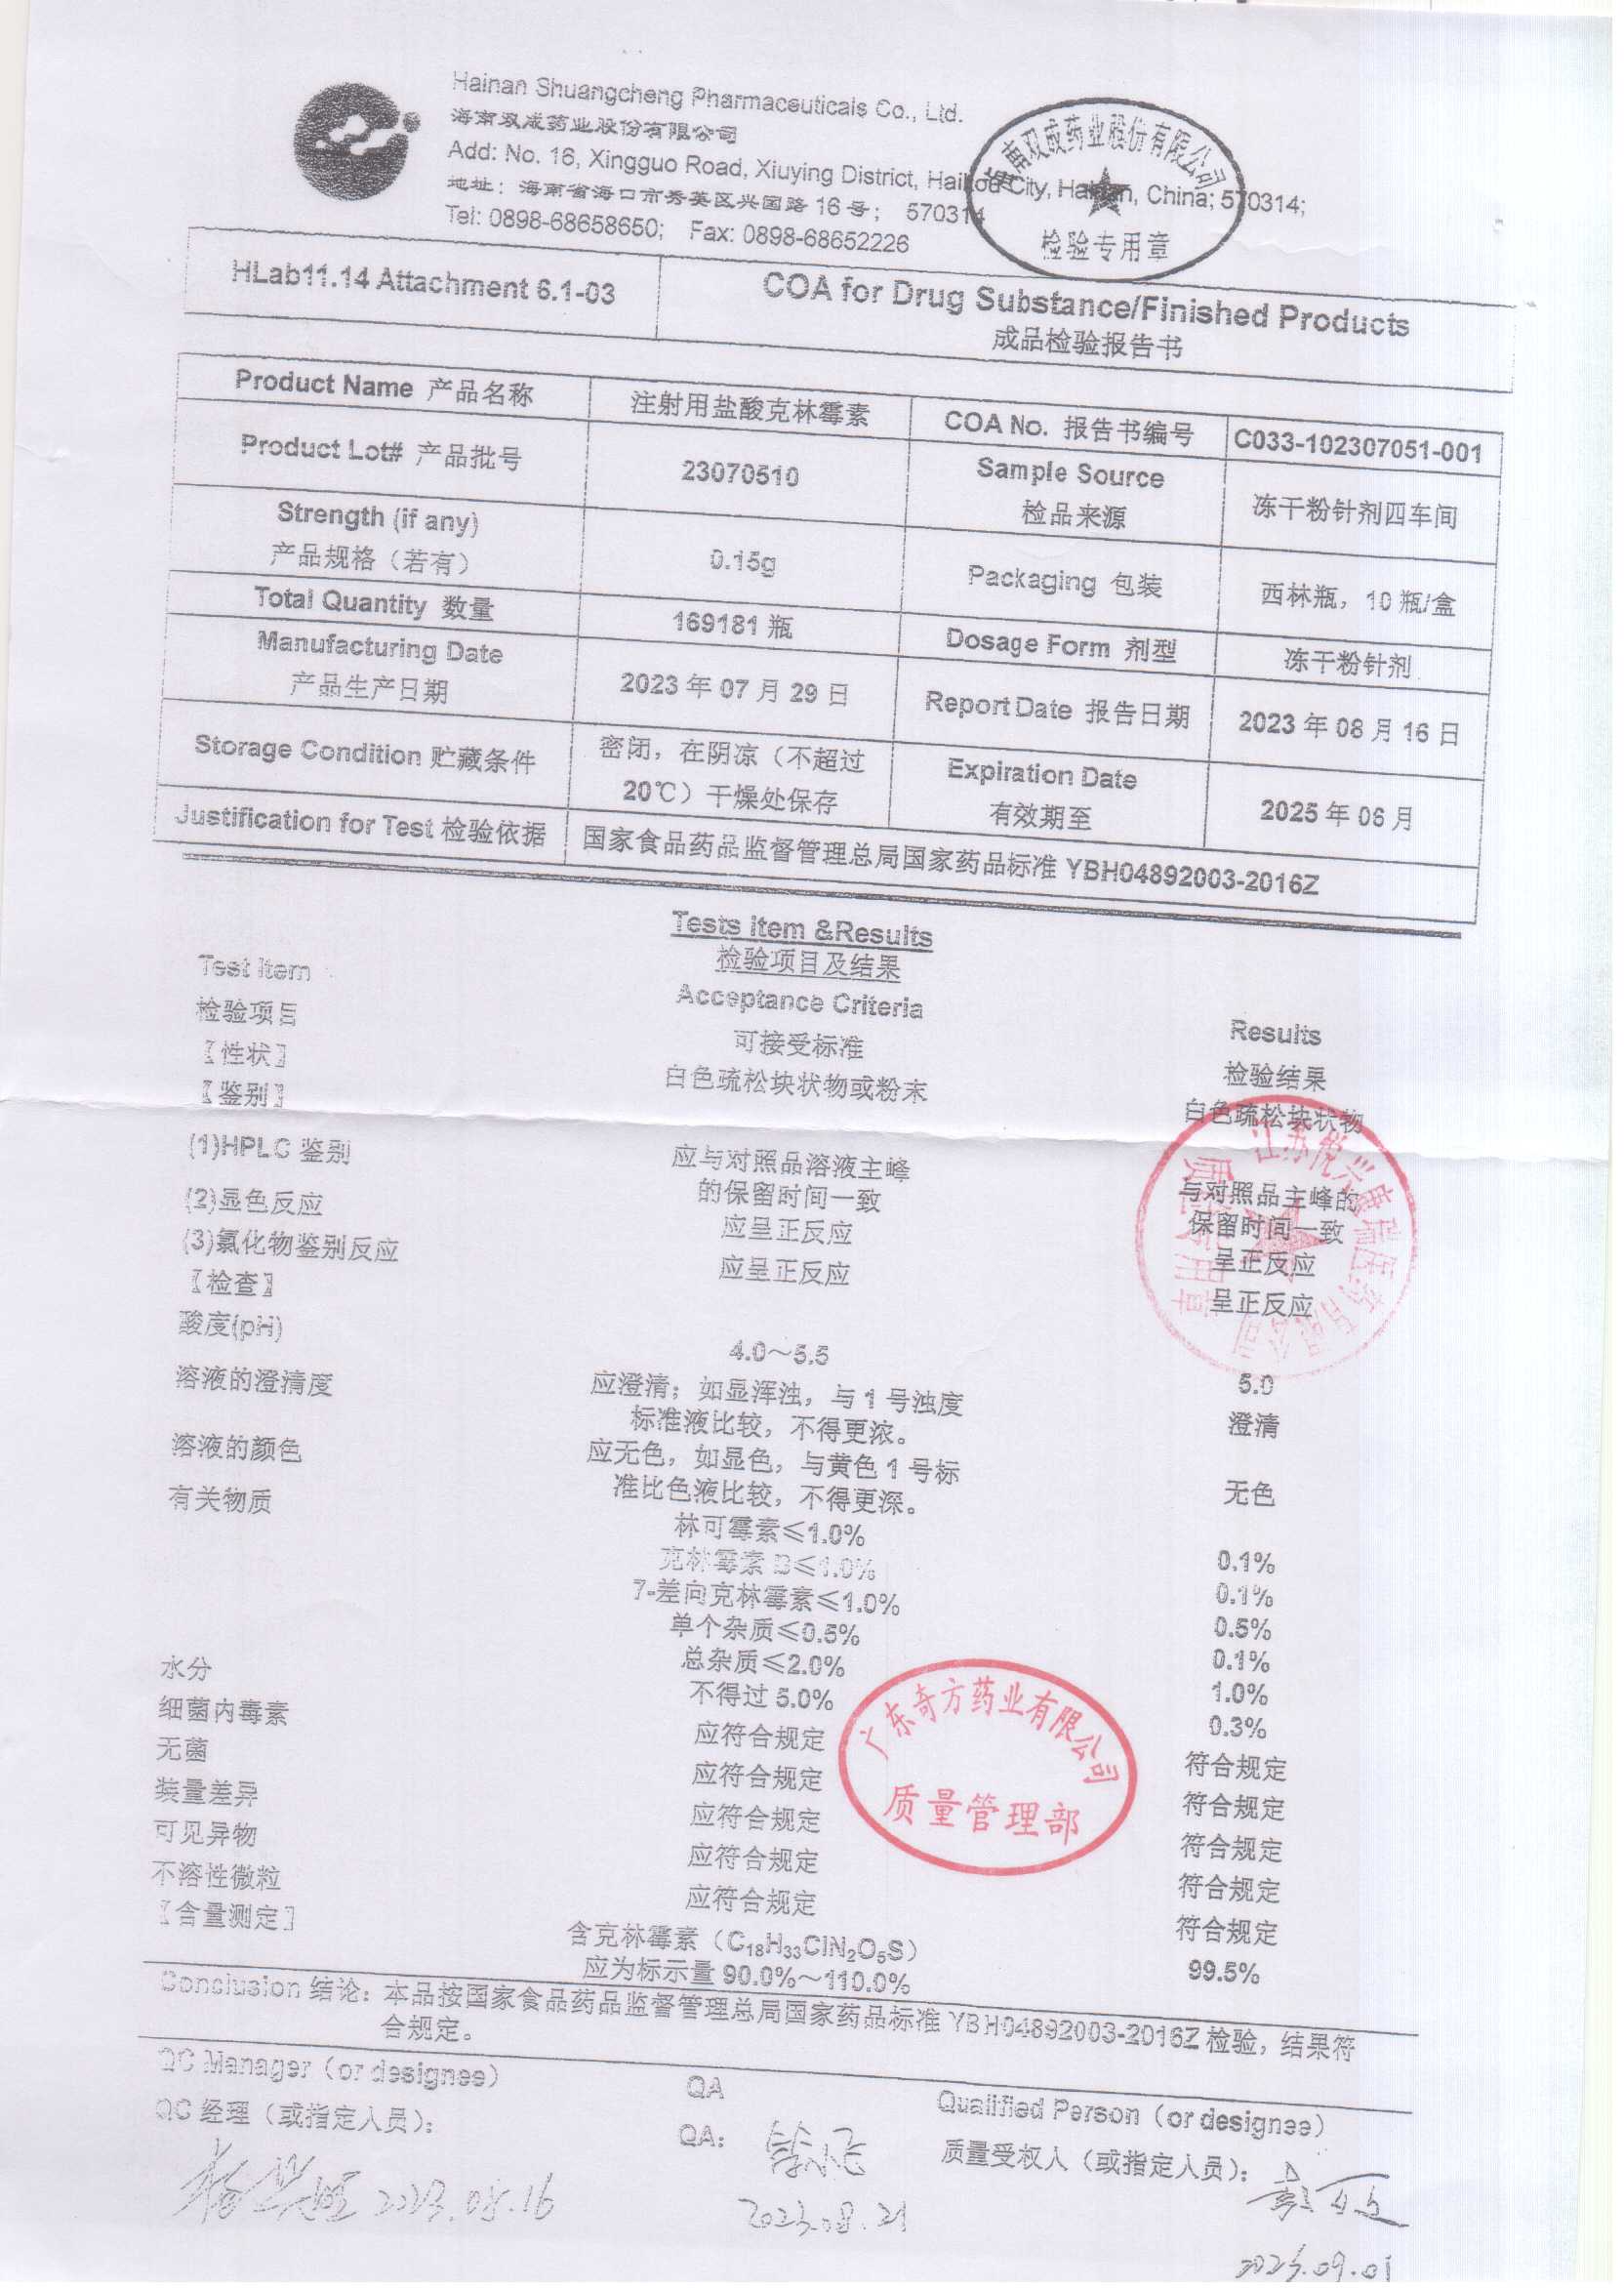 Hainan Shuangcheng Pharmaceuticals Co., Ltd.
海南双成药业股份有限公司
Add: No. 16, Xingguo Road, Xiuying District, Haikou City, Hainan, China; 570314;
地址：海南省海口市秀英区兴国路 16 号； 570314
Tel: 0898-68658650; Fax: 0898-68652226
海南双成药业股份有限公司
检验专用章
HLab11.14 Attachment 6.1-03
COA for Drug Substance/Finished Products
成品检验报告书
Product Name 产品名称 注射用盐酸克林霉素 COA No. 报告书编号 C033-102307051-001
Product Lot# 产品批号 23070510 Sample Source 检品来源 冻干粉针剂四车间
Strength (if any) 产品规格（若有） 0.15g Packaging 包装 西林瓶，10 瓶/盒
Total Quantity 数量 169181 瓶 Dosage Form 剂型 冻干粉针剂
Manufacturing Date 产品生产日期 2023 年 07 月 29 日 Report Date 报告日期 2023 年 08 月 16 日
Storage Condition 贮藏条件 密闭，在阴凉（不超过 20℃）干燥处保存 Expiration Date 有效期至 2025 年 06 月
Justification for Test 检验依据 国家食品药品监督管理总局国家药品标准 YBH04892003-2016Z
Tests item &Results
检验项目及结果
Test item Acceptance Criteria Results
检验项目 可接受标准 检验结果
【性状】 白色疏松块状物或粉末 白色疏松块状物
【鉴别】
(1)HPLC 鉴别 应与对照品溶液主峰 与对照品主峰的
的保留时间一致 保留时间一致
(2)显色反应 应呈正反应 呈正反应
(3)氯化物鉴别反应 应呈正反应 呈正反应
【检查】
酸度(pH) 4.0～5.5 5.0
溶液的澄清度 应澄清；如显浑浊，与 1 号浊度 澄清
标准液比较，不得更浓。
溶液的颜色 应无色，如显色，与黄色 1 号标 无色
准比色液比较，不得更深。
有关物质 林可霉素≤1.0% 0.1%
克林霉素 B≤1.0% 0.1%
7-差向克林霉素≤1.0% 0.5%
单个杂质≤0.5% 0.1%
总杂质≤2.0% 1.0%
水分 不得过 5.0% 0.3%
细菌内毒素 应符合规定 符合规定
无菌 应符合规定 符合规定
装量差异 应符合规定 符合规定
可见异物 应符合规定 符合规定
不溶性微粒 应符合规定 符合规定
【含量测定】 含克林霉素（C₁₈H₃₃ClN₂O₅S）
应为标示量 90.0%～110.0% 99.5%
广东奇方药业有限公司
质量管理部
Conclusion 结论：本品按国家食品药品监督管理总局国家药品标准 YBH04892003-2016Z 检验，结果符
合规定。
QC Manager（or designee） QA Qualified Person（or designee）
QC 经理（或指定人员）： QA： 质量受权人（或指定人员）：
2023.08.16
2023.08.21
2023.09.01